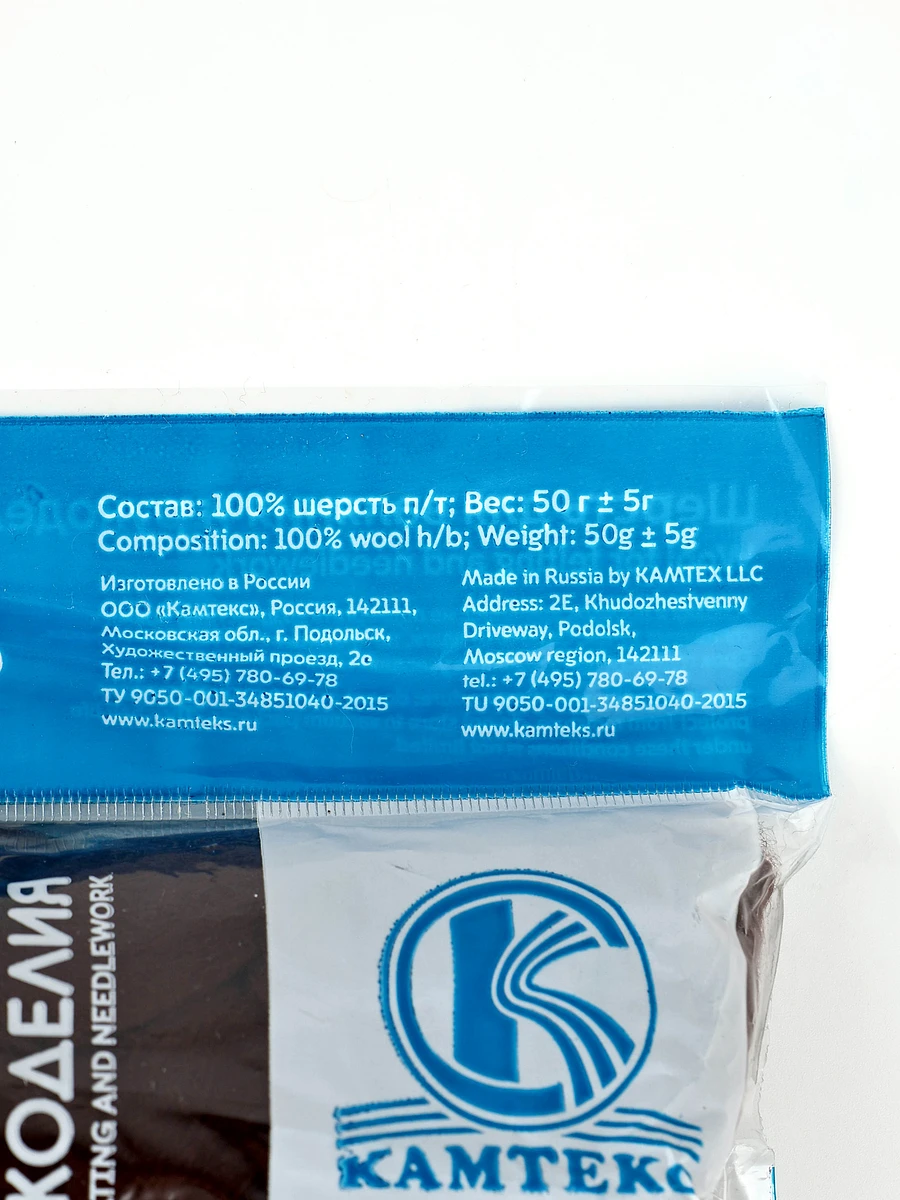 Состав: 100% шерсть п/т; Вес: 50 г ± 5г
Composition: 100% wool h/b; Weight: 50g ± 5g
Изготовлено в России
ООО «Камтекс», Россия, 142111,
Московская обл., г. Подольск,
Художественный проезд, 2е
Тел.: +7 (495) 780-69-78
ТУ 9050-001-34851040-2015
www.kamteks.ru
Made in Russia by KAMTEX LLC
Address: 2E, Khudozhestvenny
Driveway, Podolsk,
Moscow region, 142111
tel.: +7 (495) 780-69-78
TU 9050-001-34851040-2015
www.kamteks.ru
КОДЕЛИЯ
TING AND NEEDLEWORK
КАМТЕКС